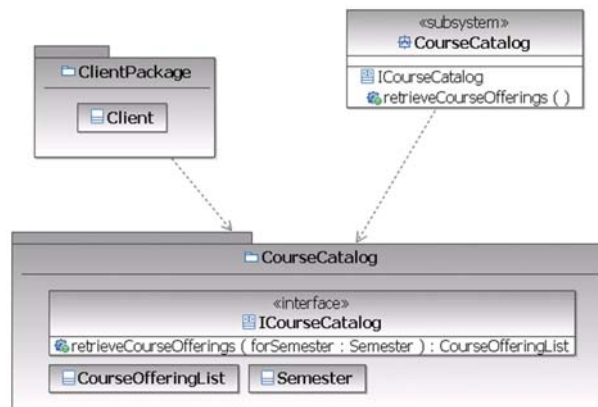 «subsystem»
CourseCatalog
ICourseCatalog
retrieveCourseOfferings ( )
ClientPackage
Client
CourseCatalog
«interface»
ICourseCatalog
retrieveCourseOfferings ( forSemester : Semester ) : CourseOfferingList
CourseOfferingList
Semester